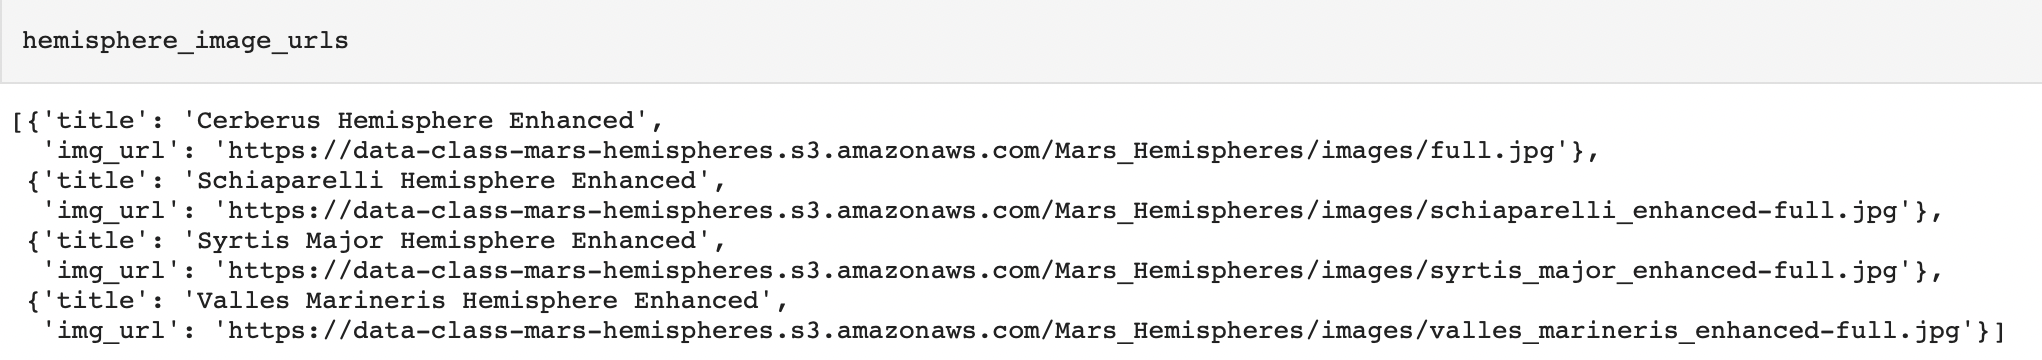 hemisphere_image_urls
[{'title': 'Cerberus Hemisphere Enhanced',
  'img_url': 'https://data-class-mars-hemispheres.s3.amazonaws.com/Mars_Hemispheres/images/full.jpg'},
 {'title': 'Schiaparelli Hemisphere Enhanced',
  'img_url': 'https://data-class-mars-hemispheres.s3.amazonaws.com/Mars_Hemispheres/images/schiaparelli_enhanced-full.jpg'},
 {'title': 'Syrtis Major Hemisphere Enhanced',
  'img_url': 'https://data-class-mars-hemispheres.s3.amazonaws.com/Mars_Hemispheres/images/syrtis_major_enhanced-full.jpg'},
 {'title': 'Valles Marineris Hemisphere Enhanced',
  'img_url': 'https://data-class-mars-hemispheres.s3.amazonaws.com/Mars_Hemispheres/images/valles_marineris_enhanced-full.jpg'}]